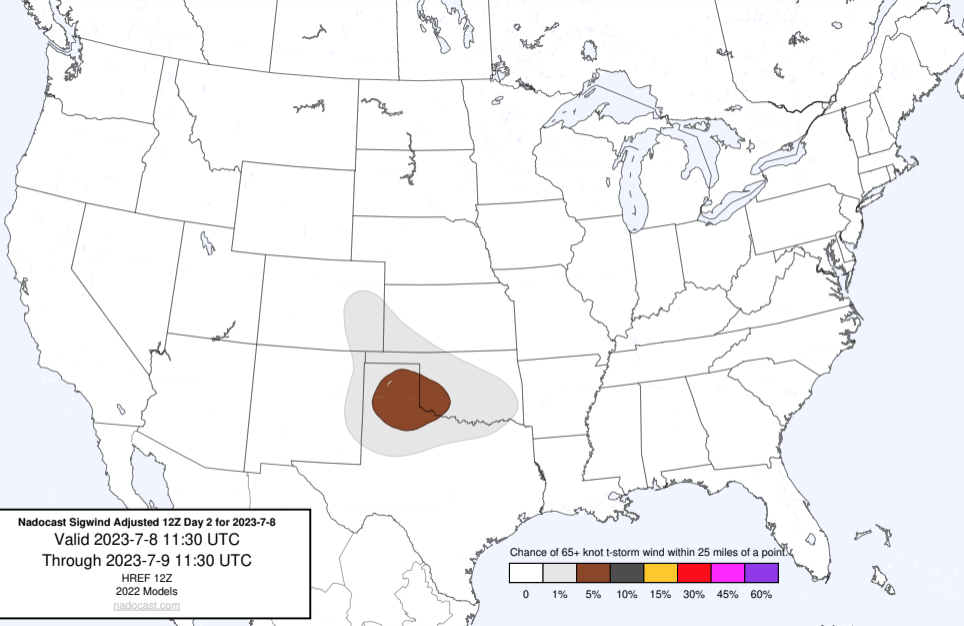 Nadocast Sigwind Adjusted 12Z Day 2 for 2023-7-8
Valid 2023-7-8 11:30 UTC
Through 2023-7-9 11:30 UTC
HREF 12Z
2022 Models
nadocast.com
Chance of 65+ knot t-storm wind within 25 miles of a point.
0 1% 5% 10% 15% 30% 45% 60%